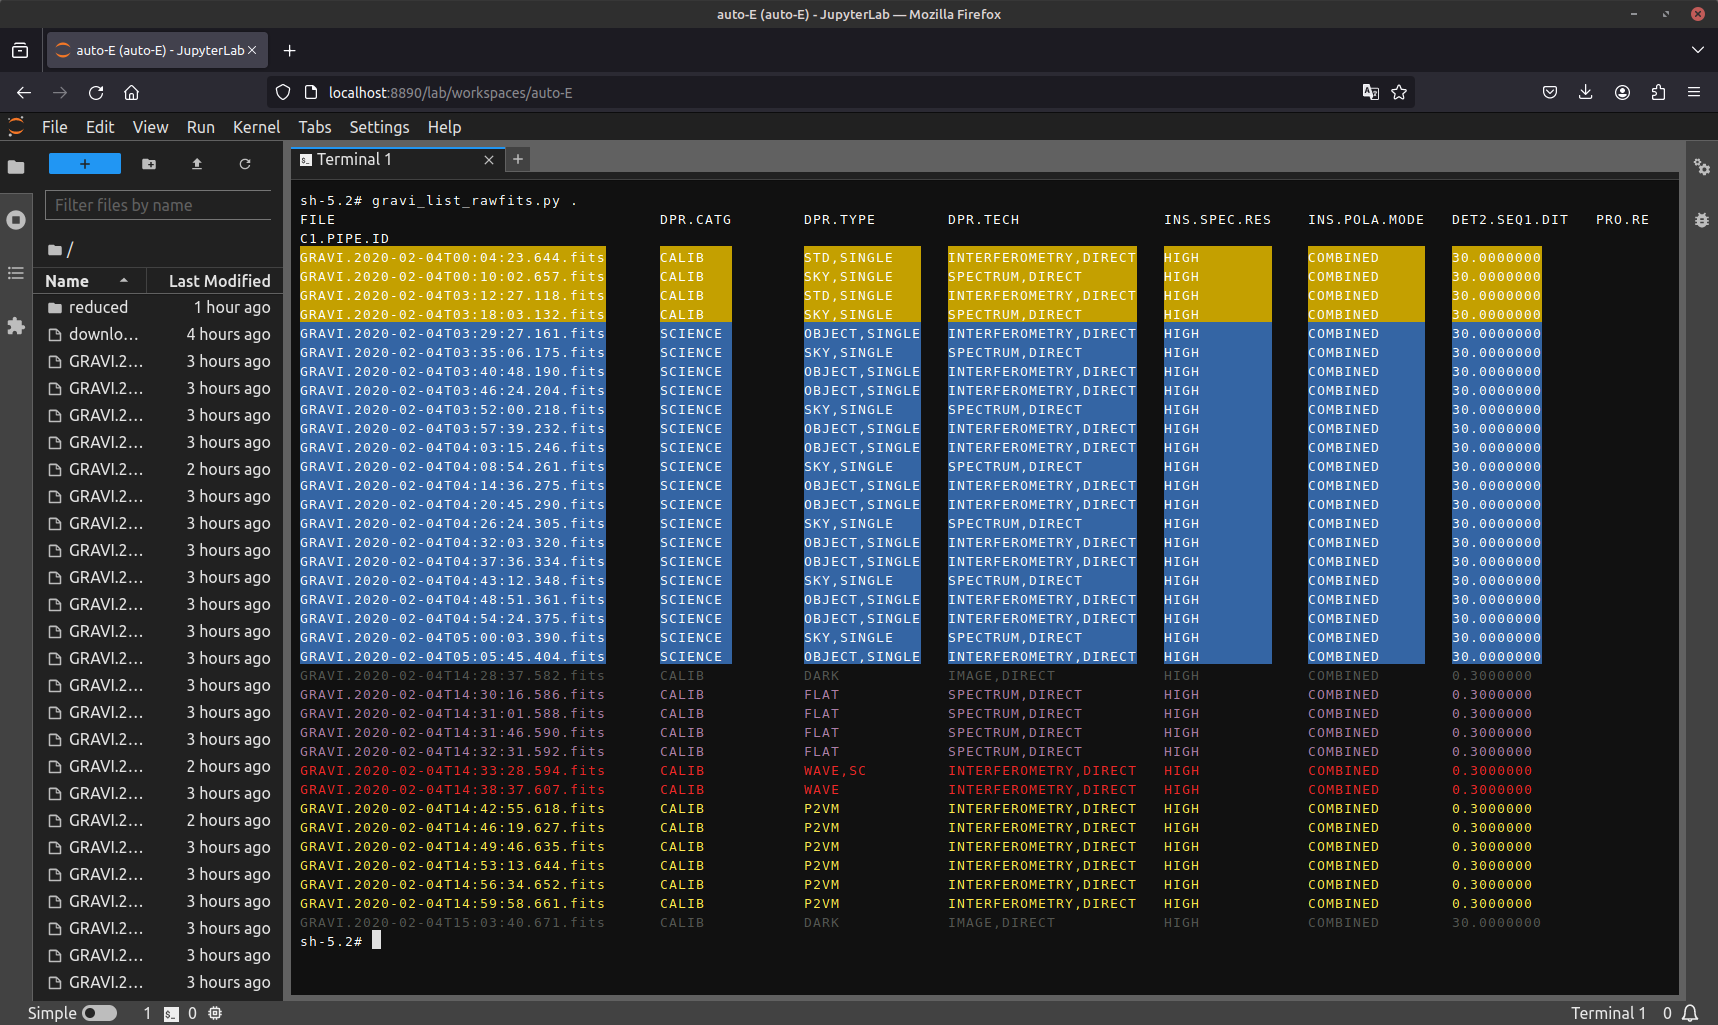 auto-E (auto-E) - JupyterLab — Mozilla Firefox
auto-E (auto-E) - JupyterLab
localhost:8890/lab/workspaces/auto-E
File Edit View Run Kernel Tabs Settings Help
Filter files by name
/
Name Last Modified
reduced 1 hour ago
downlo... 4 hours ago
GRAVI.2... 3 hours ago
GRAVI.2... 3 hours ago
GRAVI.2... 3 hours ago
GRAVI.2... 3 hours ago
GRAVI.2... 2 hours ago
GRAVI.2... 3 hours ago
GRAVI.2... 3 hours ago
GRAVI.2... 3 hours ago
GRAVI.2... 3 hours ago
GRAVI.2... 3 hours ago
GRAVI.2... 3 hours ago
GRAVI.2... 3 hours ago
GRAVI.2... 3 hours ago
GRAVI.2... 3 hours ago
GRAVI.2... 3 hours ago
GRAVI.2... 2 hours ago
GRAVI.2... 3 hours ago
GRAVI.2... 2 hours ago
GRAVI.2... 3 hours ago
GRAVI.2... 3 hours ago
GRAVI.2... 3 hours ago
GRAVI.2... 3 hours ago
GRAVI.2... 3 hours ago
GRAVI.2... 3 hours ago
Terminal 1
sh-5.2# gravi_list_rawfits.py .
FILE DPR.CATG DPR.TYPE DPR.TECH INS.SPEC.RES INS.POLA.MODE DET2.SEQ1.DIT PRO.RE
C1.PIPE.ID
GRAVI.2020-02-04T00:04:23.644.fits CALIB STD,SINGLE INTERFEROMETRY,DIRECT HIGH COMBINED 30.0000000
GRAVI.2020-02-04T00:10:02.657.fits CALIB SKY,SINGLE SPECTRUM,DIRECT HIGH COMBINED 30.0000000
GRAVI.2020-02-04T03:12:27.118.fits CALIB STD,SINGLE INTERFEROMETRY,DIRECT HIGH COMBINED 30.0000000
GRAVI.2020-02-04T03:18:03.132.fits CALIB SKY,SINGLE SPECTRUM,DIRECT HIGH COMBINED 30.0000000
GRAVI.2020-02-04T03:29:27.161.fits SCIENCE OBJECT,SINGLE INTERFEROMETRY,DIRECT HIGH COMBINED 30.0000000
GRAVI.2020-02-04T03:35:06.175.fits SCIENCE SKY,SINGLE SPECTRUM,DIRECT HIGH COMBINED 30.0000000
GRAVI.2020-02-04T03:40:48.190.fits SCIENCE OBJECT,SINGLE INTERFEROMETRY,DIRECT HIGH COMBINED 30.0000000
GRAVI.2020-02-04T03:46:24.204.fits SCIENCE OBJECT,SINGLE INTERFEROMETRY,DIRECT HIGH COMBINED 30.0000000
GRAVI.2020-02-04T03:52:00.218.fits SCIENCE SKY,SINGLE SPECTRUM,DIRECT HIGH COMBINED 30.0000000
GRAVI.2020-02-04T03:57:39.232.fits SCIENCE OBJECT,SINGLE INTERFEROMETRY,DIRECT HIGH COMBINED 30.0000000
GRAVI.2020-02-04T04:03:15.246.fits SCIENCE OBJECT,SINGLE INTERFEROMETRY,DIRECT HIGH COMBINED 30.0000000
GRAVI.2020-02-04T04:08:54.261.fits SCIENCE SKY,SINGLE SPECTRUM,DIRECT HIGH COMBINED 30.0000000
GRAVI.2020-02-04T04:14:36.275.fits SCIENCE OBJECT,SINGLE INTERFEROMETRY,DIRECT HIGH COMBINED 30.0000000
GRAVI.2020-02-04T04:20:45.290.fits SCIENCE OBJECT,SINGLE INTERFEROMETRY,DIRECT HIGH COMBINED 30.0000000
GRAVI.2020-02-04T04:26:24.305.fits SCIENCE SKY,SINGLE SPECTRUM,DIRECT HIGH COMBINED 30.0000000
GRAVI.2020-02-04T04:32:03.320.fits SCIENCE OBJECT,SINGLE INTERFEROMETRY,DIRECT HIGH COMBINED 30.0000000
GRAVI.2020-02-04T04:37:36.334.fits SCIENCE OBJECT,SINGLE INTERFEROMETRY,DIRECT HIGH COMBINED 30.0000000
GRAVI.2020-02-04T04:43:12.348.fits SCIENCE SKY,SINGLE SPECTRUM,DIRECT HIGH COMBINED 30.0000000
GRAVI.2020-02-04T04:48:51.361.fits SCIENCE OBJECT,SINGLE INTERFEROMETRY,DIRECT HIGH COMBINED 30.0000000
GRAVI.2020-02-04T04:54:24.375.fits SCIENCE OBJECT,SINGLE INTERFEROMETRY,DIRECT HIGH COMBINED 30.0000000
GRAVI.2020-02-04T05:00:03.390.fits SCIENCE SKY,SINGLE SPECTRUM,DIRECT HIGH COMBINED 30.0000000
GRAVI.2020-02-04T05:05:45.404.fits SCIENCE OBJECT,SINGLE INTERFEROMETRY,DIRECT HIGH COMBINED 30.0000000
GRAVI.2020-02-04T14:28:37.582.fits CALIB DARK IMAGE,DIRECT HIGH COMBINED 0.3000000
GRAVI.2020-02-04T14:30:16.586.fits CALIB FLAT SPECTRUM,DIRECT HIGH COMBINED 0.3000000
GRAVI.2020-02-04T14:31:01.588.fits CALIB FLAT SPECTRUM,DIRECT HIGH COMBINED 0.3000000
GRAVI.2020-02-04T14:31:46.590.fits CALIB FLAT SPECTRUM,DIRECT HIGH COMBINED 0.3000000
GRAVI.2020-02-04T14:32:31.592.fits CALIB FLAT SPECTRUM,DIRECT HIGH COMBINED 0.3000000
GRAVI.2020-02-04T14:33:28.594.fits CALIB WAVE,SC INTERFEROMETRY,DIRECT HIGH COMBINED 0.3000000
GRAVI.2020-02-04T14:38:37.607.fits CALIB WAVE INTERFEROMETRY,DIRECT HIGH COMBINED 0.3000000
GRAVI.2020-02-04T14:42:55.618.fits CALIB P2VM INTERFEROMETRY,DIRECT HIGH COMBINED 0.3000000
GRAVI.2020-02-04T14:46:19.627.fits CALIB P2VM INTERFEROMETRY,DIRECT HIGH COMBINED 0.3000000
GRAVI.2020-02-04T14:49:46.635.fits CALIB P2VM INTERFEROMETRY,DIRECT HIGH COMBINED 0.3000000
GRAVI.2020-02-04T14:53:13.644.fits CALIB P2VM INTERFEROMETRY,DIRECT HIGH COMBINED 0.3000000
GRAVI.2020-02-04T14:56:34.652.fits CALIB P2VM INTERFEROMETRY,DIRECT HIGH COMBINED 0.3000000
GRAVI.2020-02-04T14:59:58.661.fits CALIB P2VM INTERFEROMETRY,DIRECT HIGH COMBINED 0.3000000
GRAVI.2020-02-04T15:03:40.671.fits CALIB DARK IMAGE,DIRECT HIGH COMBINED 30.0000000
sh-5.2#
Simple 1 0 Terminal 1 0